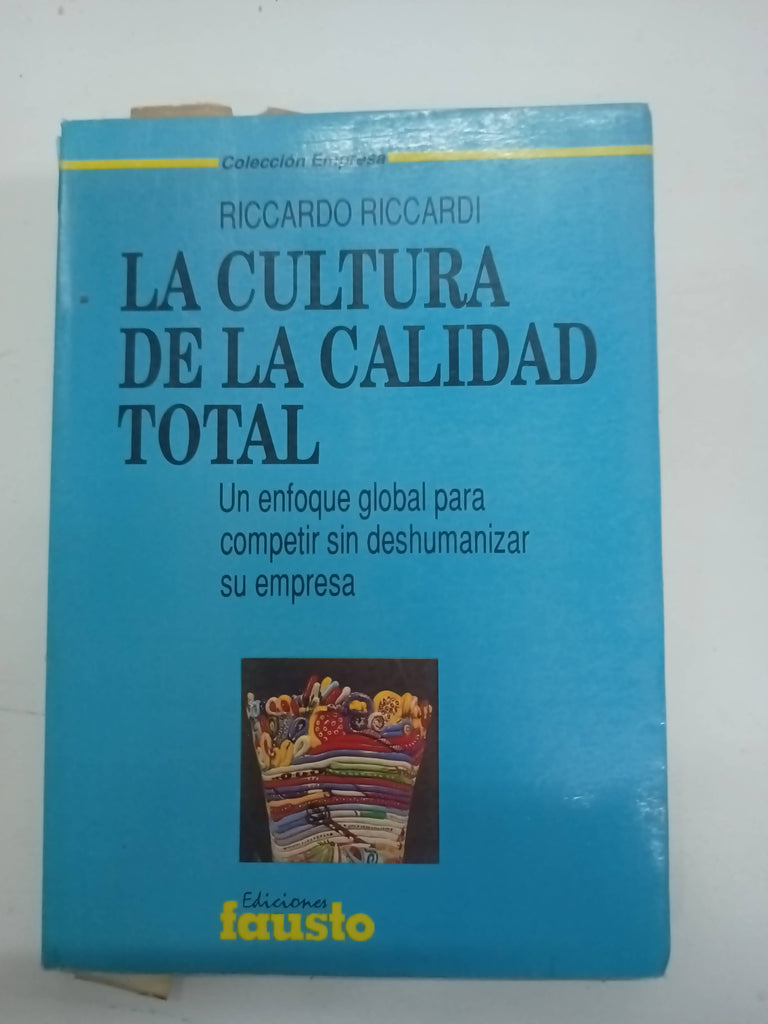 Colección Empresa
RICCARDO RICCARDI
LA CULTURA
DE LA CALIDAD
TOTAL
Un enfoque global para
competir sin deshumanizar
su empresa
Ediciones
fausto